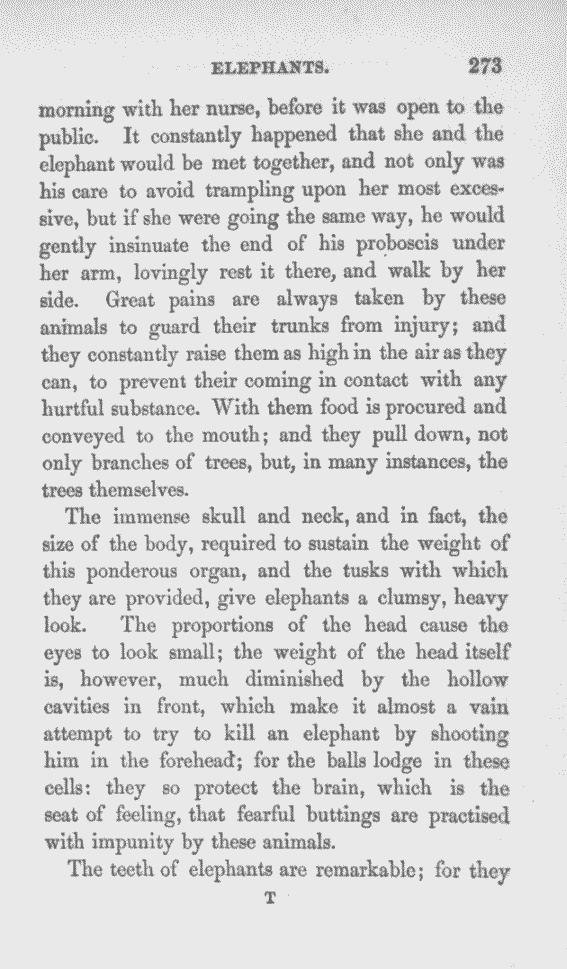 ELEPHANTS. 273
morning with her nurse, before it was open to the
public. It constantly happened that she and the
elephant would be met together, and not only was
his care to avoid trampling upon her most exces-
sive, but if she were going the same way, he would
gently insinuate the end of his proboscis under
her arm, lovingly rest it there, and walk by her
side. Great pains are always taken by these
animals to guard their trunks from injury; and
they constantly raise them as high in the air as they
can, to prevent their coming in contact with any
hurtful substance. With them food is procured and
conveyed to the mouth; and they pull down, not
only branches of trees, but, in many instances, the
trees themselves.
The immense skull and neck, and in fact, the
size of the body, required to sustain the weight of
this ponderous organ, and the tusks with which
they are provided, give elephants a clumsy, heavy
look. The proportions of the head cause the
eyes to look small; the weight of the head itself
is, however, much diminished by the hollow
cavities in front, which make it almost a vain
attempt to try to kill an elephant by shooting
him in the forehead; for the balls lodge in these
cells: they so protect the brain, which is the
seat of feeling, that fearful buttings are practised
with impunity by these animals.
The teeth of elephants are remarkable; for they
T